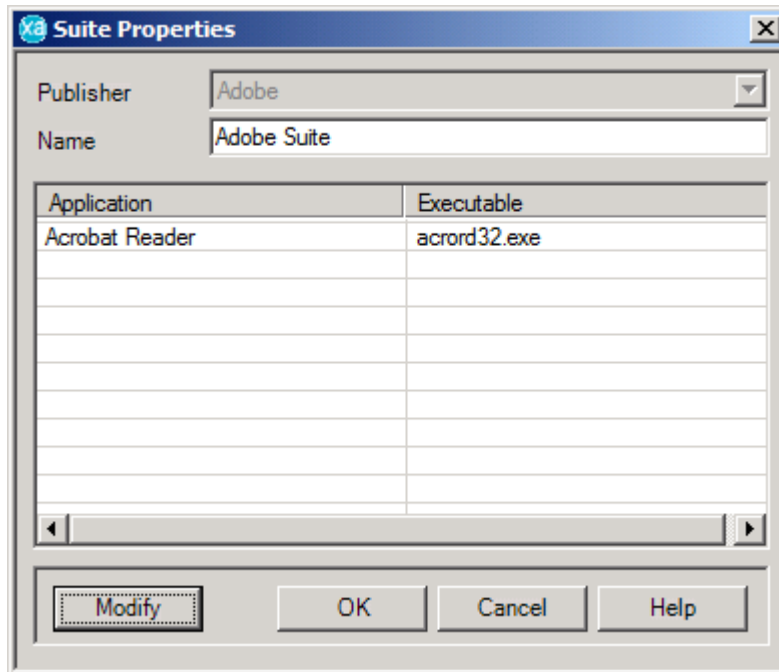 xa Suite Properties
Publisher Adobe
Name Adobe Suite
Application Executable
Acrobat Reader acrord32.exe
Modify OK Cancel Help